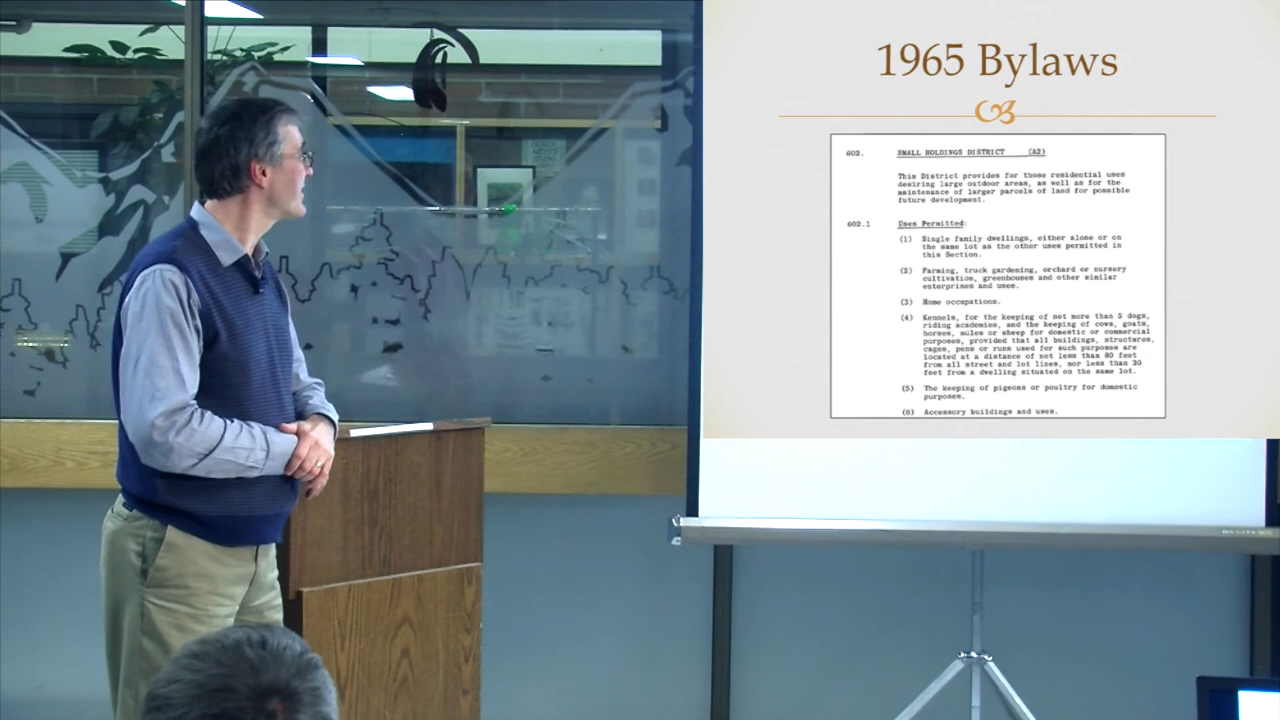 1965 Bylaws
602. SMALL HOLDINGS DISTRICT (A2)
This District provides for those residential uses
desiring large outdoor areas, as well as for the
maintenance of larger parcels of land for possible
future development.
602.1 Uses Permitted:
(1) Single family dwellings, either alone or on
the same lot as the other uses permitted in
this Section.
(2) Farming, truck gardening, orchard or nursery
cultivation, greenhouses and other similar
enterprises and uses.
(3) Home occupations.
(4) Kennels, for the keeping of not more than 5 dogs,
riding academies, and the keeping of cows, goats,
horses, mules or sheep for domestic or commercial
purposes, provided that all buildings, structures,
cages, pens or runs used for such purposes are
located at a distance of not less than 80 feet
from all street and lot lines, nor less than 30
feet from a dwelling situated on the same lot.
(5) The keeping of pigeons or poultry for domestic
purposes.
(6) Accessory buildings and uses.